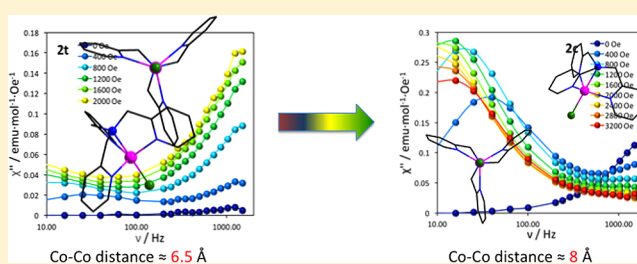 2t
χ'' / emu·mol⁻¹·Oe⁻¹
0.18
0.16
0.14
0.12
0.1
0.08
0.06
0.04
0.02
0
0 Oe
400 Oe
800 Oe
1200 Oe
1600 Oe
2000 Oe
10.00
100.00
1000.00
ν / Hz
Co-Co distance ≈ 6.5 Å
χ'' / emu·mol⁻¹·Oe⁻¹
0.3
0.25
0.2
0.15
0.1
0.05
0
0 Oe
400 Oe
800 Oe
1200 Oe
1600 Oe
2000 Oe
2400 Oe
2800 Oe
3200 Oe
10.00
100.00
1000.00
ν / Hz
Co-Co distance ≈ 8 Å